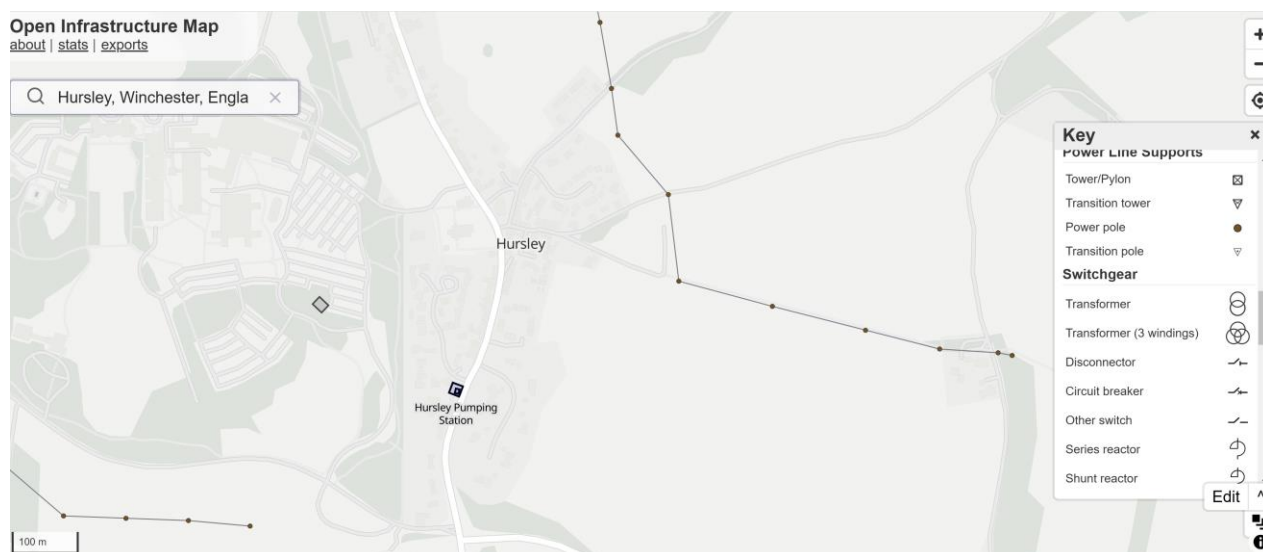 Open Infrastructure Map
about | stats | exports
Hursley, Winchester, Engla
Hursley
Hursley Pumping
Station
100 m
Key
Power Line Supports
Tower/Pylon
Transition tower
Power pole
Transition pole
Switchgear
Transformer
Transformer (3 windings)
Disconnector
Circuit breaker
Other switch
Series reactor
Shunt reactor
Edit